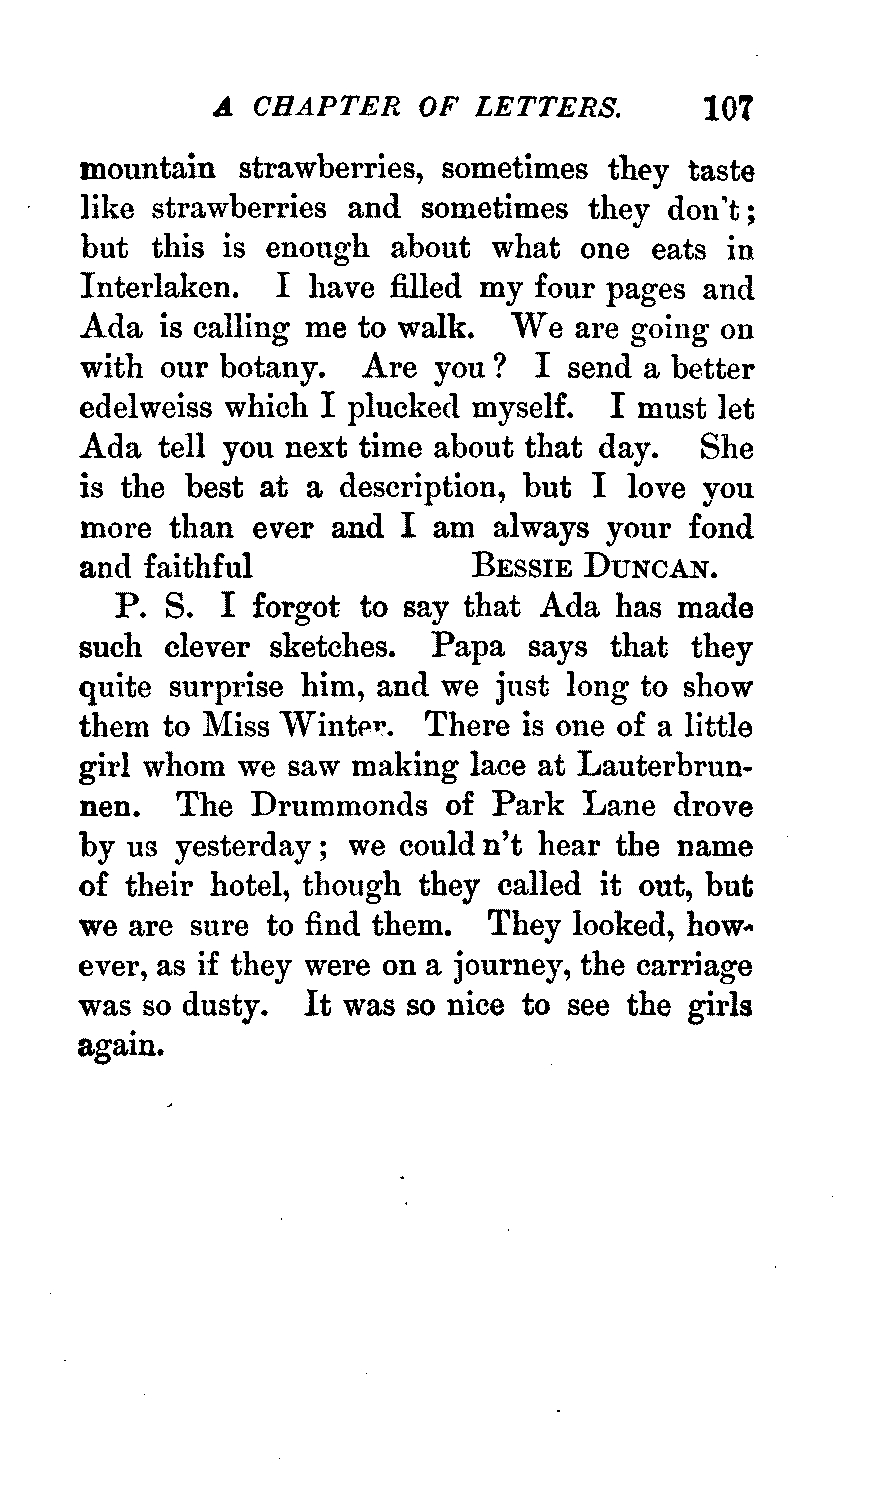 A CHAPTER OF LETTERS. 107
mountain strawberries, sometimes they taste
like strawberries and sometimes they don't;
but this is enough about what one eats in
Interlaken. I have filled my four pages and
Ada is calling me to walk. We are going on
with our botany. Are you? I send a better
edelweiss which I plucked myself. I must let
Ada tell you next time about that day. She
is the best at a description, but I love you
more than ever and I am always your fond
and faithful BESSIE DUNCAN.
P. S. I forgot to say that Ada has made
such clever sketches. Papa says that they
quite surprise him, and we just long to show
them to Miss Winter. There is one of a little
girl whom we saw making lace at Lauterbrun-
nen. The Drummonds of Park Lane drove
by us yesterday; we could n't hear the name
of their hotel, though they called it out, but
we are sure to find them. They looked, how-
ever, as if they were on a journey, the carriage
was so dusty. It was so nice to see the girls
again.